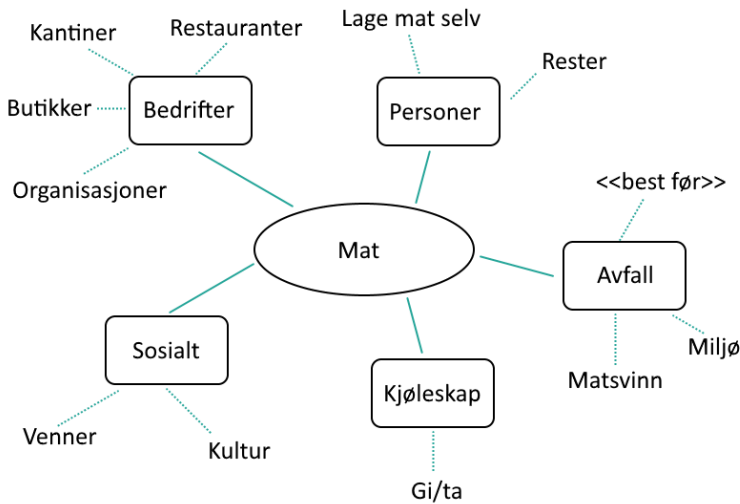 Kantiner
Restauranter
Butikker
Bedrifter
Organisasjoner
Lage mat selv
Rester
Personer
<<best før>>
Mat
Avfall
Miljø
Matsvinn
Sosialt
Venner
Kultur
Kjøleskap
Gi/ta